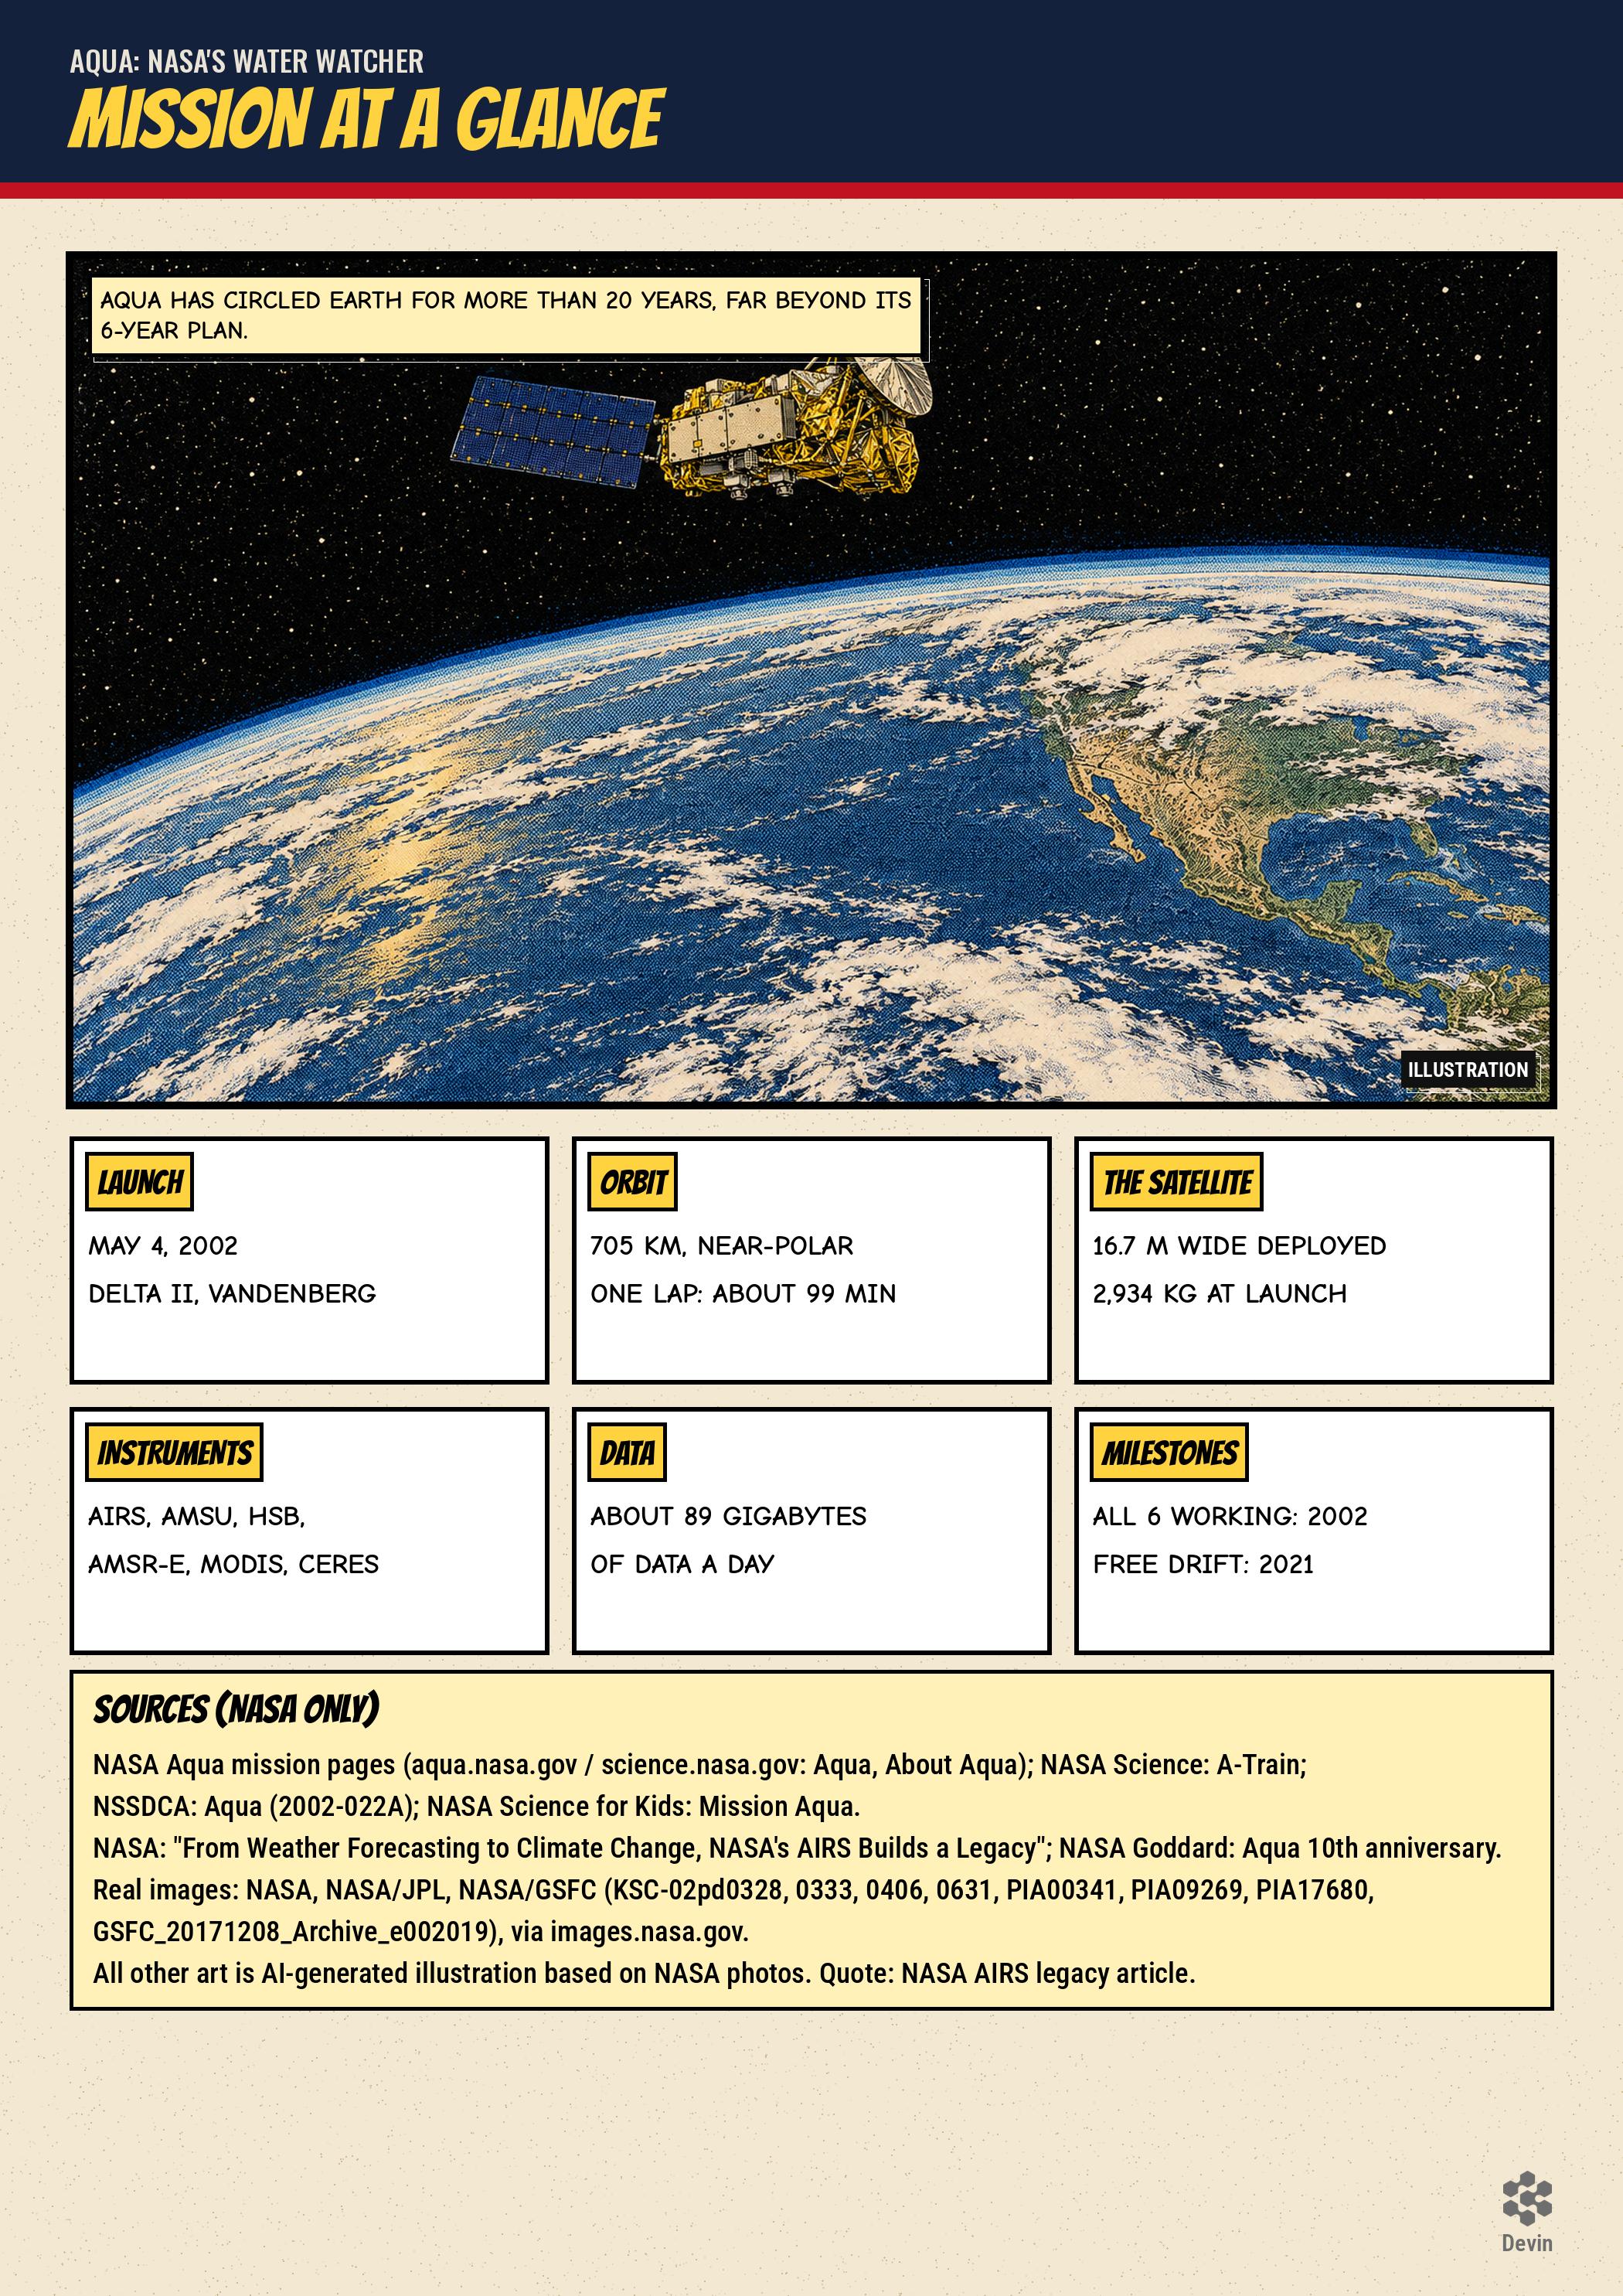 AQUA: NASA'S WATER WATCHER
MISSION AT A GLANCE
AQUA HAS CIRCLED EARTH FOR MORE THAN 20 YEARS, FAR BEYOND ITS
6-YEAR PLAN.
ILLUSTRATION
LAUNCH
MAY 4, 2002
DELTA II, VANDENBERG
ORBIT
705 KM, NEAR-POLAR
ONE LAP: ABOUT 99 MIN
THE SATELLITE
16.7 M WIDE DEPLOYED
2,934 KG AT LAUNCH
INSTRUMENTS
AIRS, AMSU, HSB,
AMSR-E, MODIS, CERES
DATA
ABOUT 89 GIGABYTES
OF DATA A DAY
MILESTONES
ALL 6 WORKING: 2002
FREE DRIFT: 2021
SOURCES (NASA ONLY)
NASA Aqua mission pages (aqua.nasa.gov / science.nasa.gov: Aqua, About Aqua); NASA Science: A-Train;
NSSDCA: Aqua (2002-022A); NASA Science for Kids: Mission Aqua.
NASA: "From Weather Forecasting to Climate Change, NASA's AIRS Builds a Legacy"; NASA Goddard: Aqua 10th anniversary.
Real images: NASA, NASA/JPL, NASA/GSFC (KSC-02pd0328, 0333, 0406, 0631, PIA00341, PIA09269, PIA17680,
GSFC_20171208_Archive_e002019), via images.nasa.gov.
All other art is AI-generated illustration based on NASA photos. Quote: NASA AIRS legacy article.
Devin